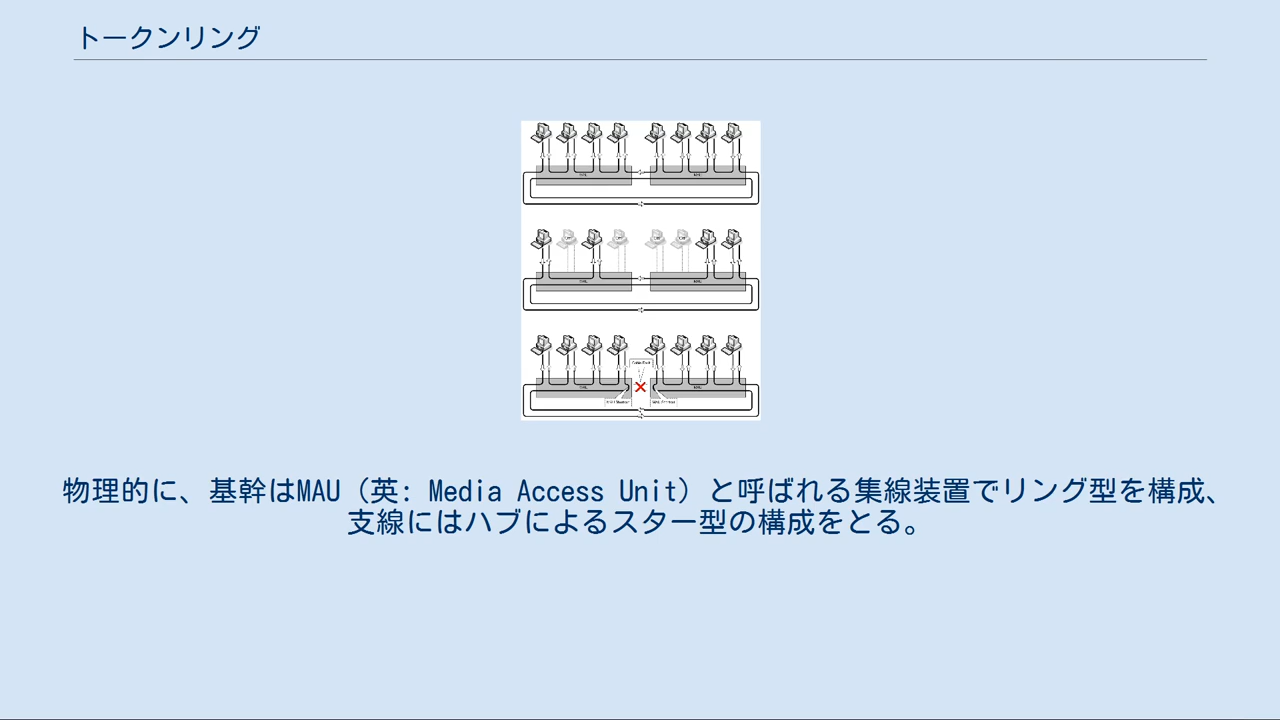 トークンリング
物理的に、基幹はMAU（英: Media Access Unit）と呼ばれる集線装置でリング型を構成、
支線にはハブによるスター型の構成をとる。